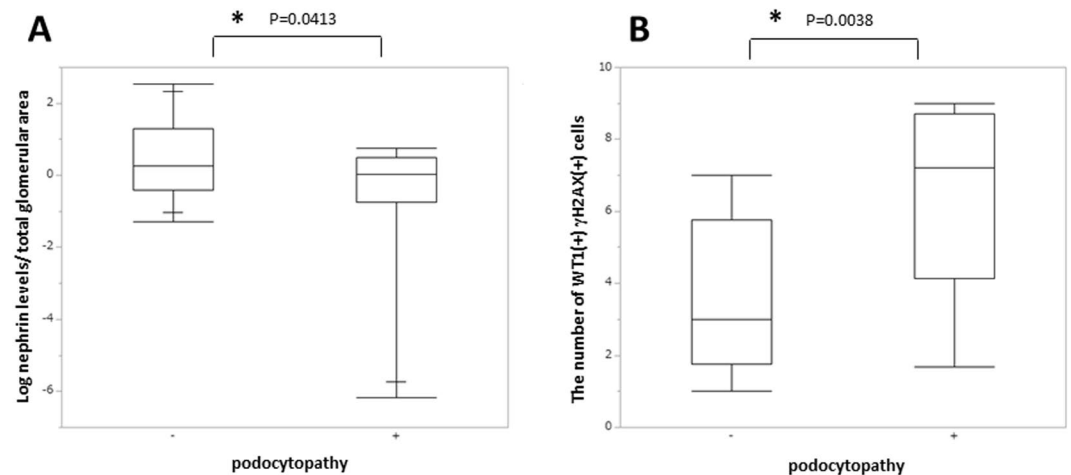 A
* P=0.0413
Log nephrin levels/ total glomerular area
2
0
-2
-4
-6
- +
podocytopathy
B
* P=0.0038
The number of WT1(+) γH2AX(+) cells
10
8
6
4
2
0
- +
podocytopathy